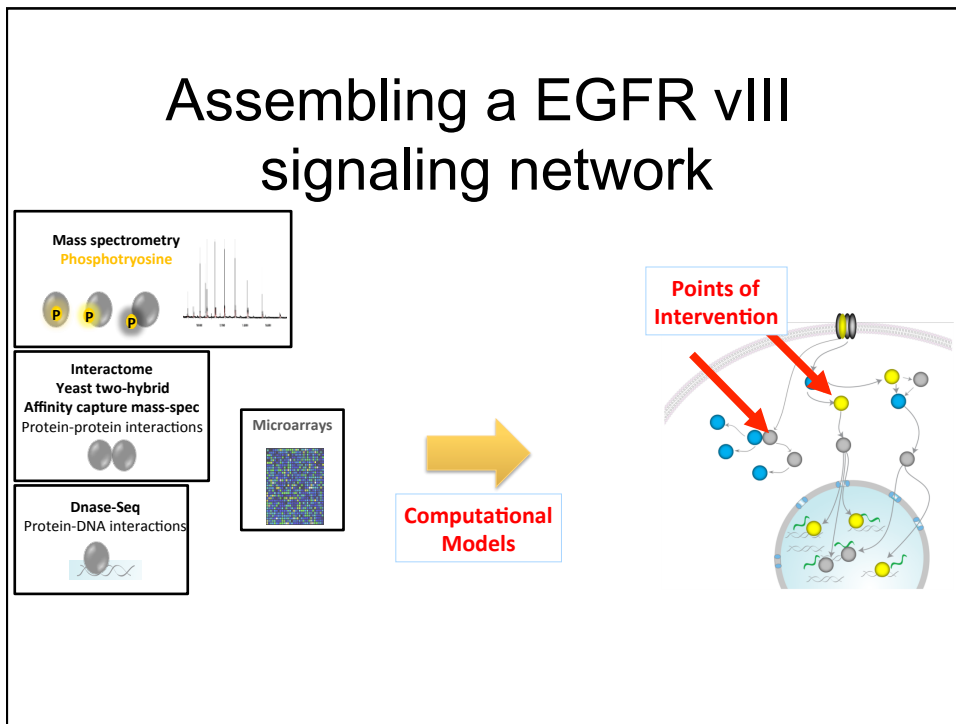 Assembling a EGFR vIII
signaling network
Mass spectrometry
Phosphotryosine
P
P
P
Interactome
Yeast two-hybrid
Affinity capture mass-spec
Protein-protein interactions
Dnase-Seq
Protein-DNA interactions
Microarrays
Computational
Models
Points of
Intervention